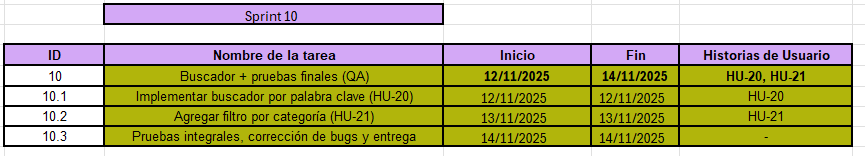 Sprint 10
ID Nombre de la tarea Inicio Fin Historias de Usuario
10 Buscador + pruebas finales (QA) 12/11/2025 14/11/2025 HU-20, HU-21
10.1 Implementar buscador por palabra clave (HU-20) 12/11/2025 12/11/2025 HU-20
10.2 Agregar filtro por categoría (HU-21) 13/11/2025 13/11/2025 HU-21
10.3 Pruebas integrales, corrección de bugs y entrega 14/11/2025 14/11/2025 -